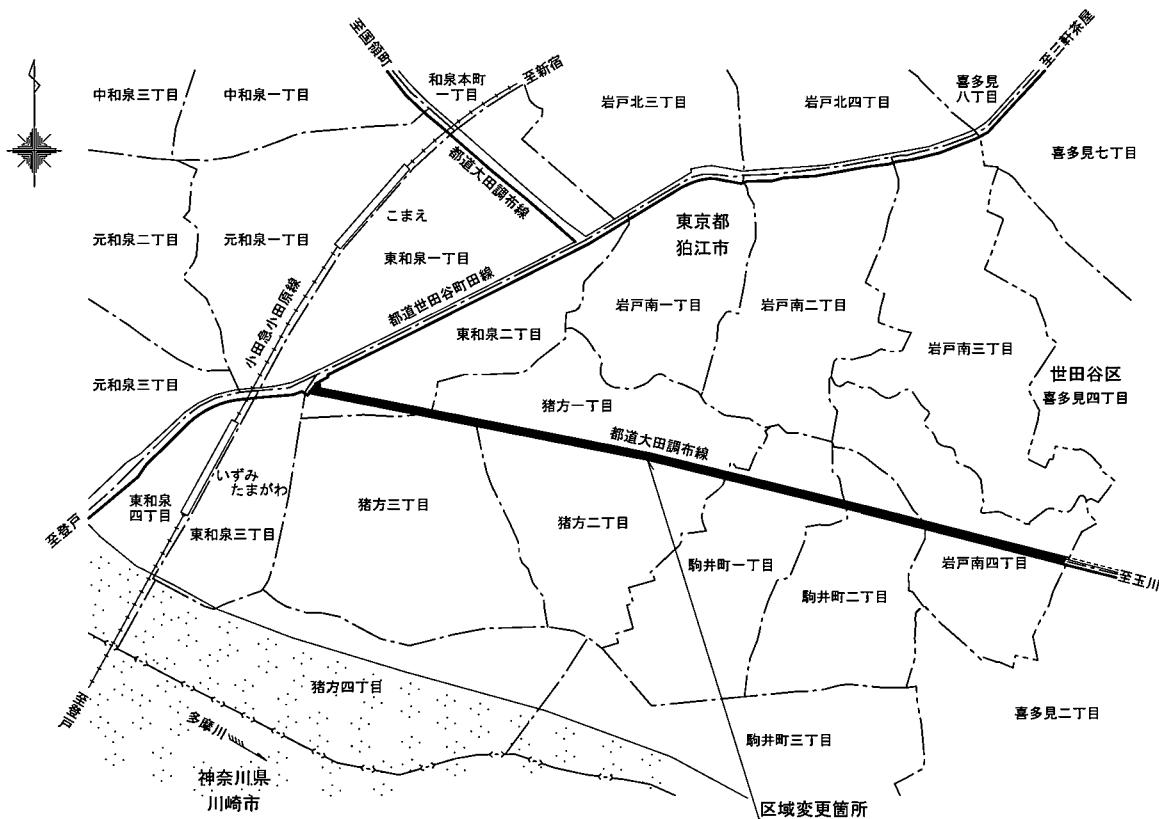 至国領町
和泉本町
一丁目
至新宿
至三軒茶屋
中和泉三丁目
中和泉一丁目
岩戸北三丁目
岩戸北四丁目
喜多見
八丁目
喜多見七丁目
都道大田調布線
こまえ
元和泉二丁目
元和泉一丁目
東和泉一丁目
東京都
狛江市
小田急小田原線
都道世田谷町田線
東和泉二丁目
岩戸南一丁目
岩戸南二丁目
岩戸南三丁目
世田谷区
喜多見四丁目
元和泉三丁目
猪方一丁目
都道大田調布線
いずみ
たまがわ
東和泉
四丁目
至登戸
東和泉三丁目
猪方三丁目
猪方二丁目
駒井町一丁目
駒井町二丁目
岩戸南四丁目
至玉川
猪方四丁目
至登戸
多摩川
神奈川県
川崎市
駒井町三丁目
喜多見二丁目
区域変更箇所